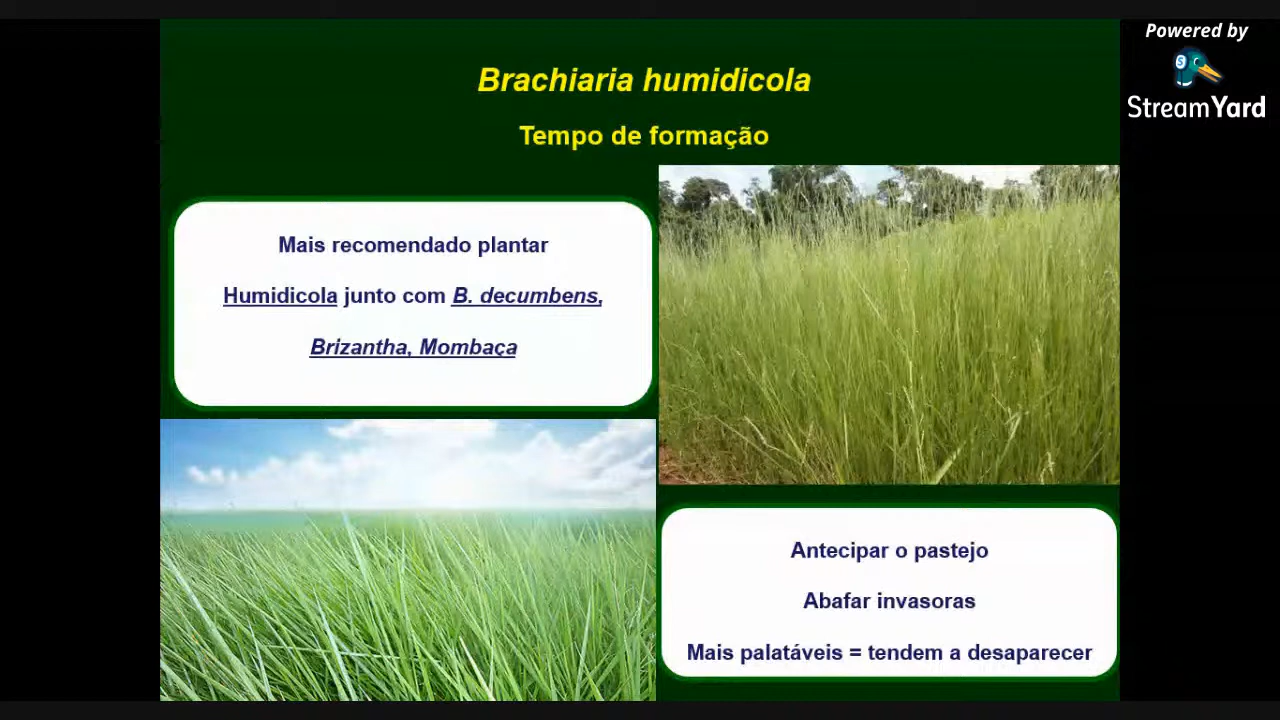 Powered by
StreamYard
Brachiaria humidicola
Tempo de formação
Mais recomendado plantar
Humidicola junto com B. decumbens,
Brizantha, Mombaça
Antecipar o pastejo
Abafar invasoras
Mais palatáveis = tendem a desaparecer